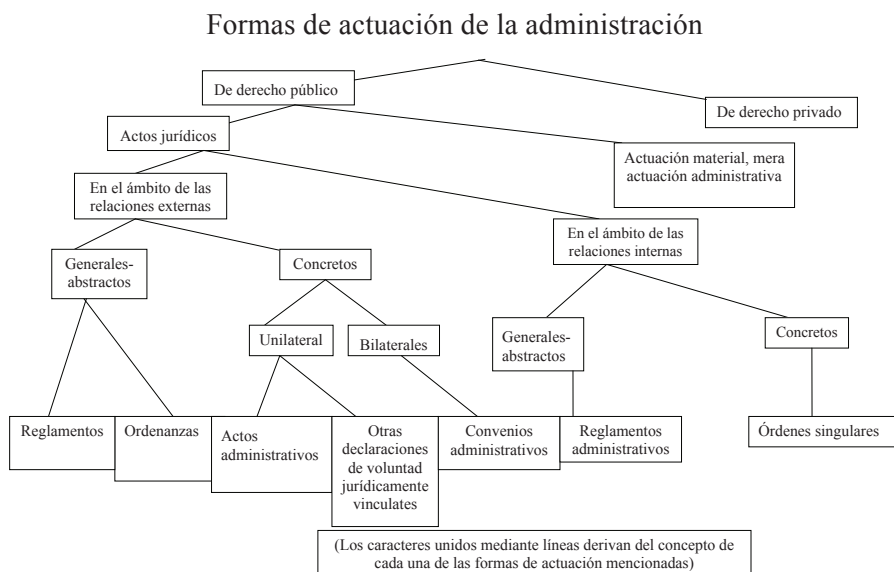 Formas de actuación de la administración
De derecho público
De derecho privado
Actos jurídicos
Actuación material, mera
actuación administrativa
En el ámbito de las
relaciones externas
En el ámbito de las
relaciones internas
Generales-
abstractos
Concretos
Unilateral
Bilaterales
Generales-
abstractos
Concretos
Reglamentos
Ordenanzas
Actos
administrativos
Otras
declaraciones
de voluntad
jurídicamente
vinculates
Convenios
administrativos
Reglamentos
administrativos
Órdenes singulares
(Los caracteres unidos mediante líneas derivan del concepto de
cada una de las formas de actuación mencionadas)